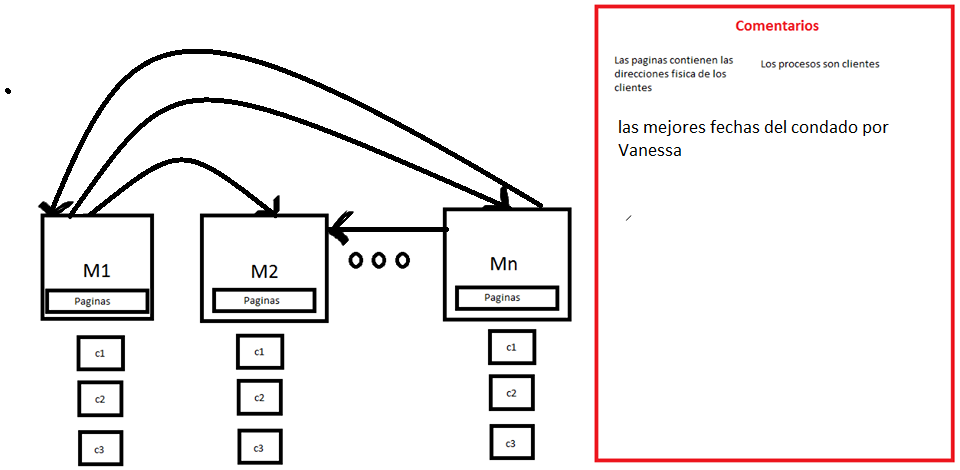 Comentarios
Las paginas contienen las
direcciones fisica de los
clientes
Los procesos son clientes
las mejores fechas del condado por
Vanessa
M1
Paginas
c1
c2
c3
M2
Paginas
c1
c2
c3
Mn
Paginas
c1
c2
c3